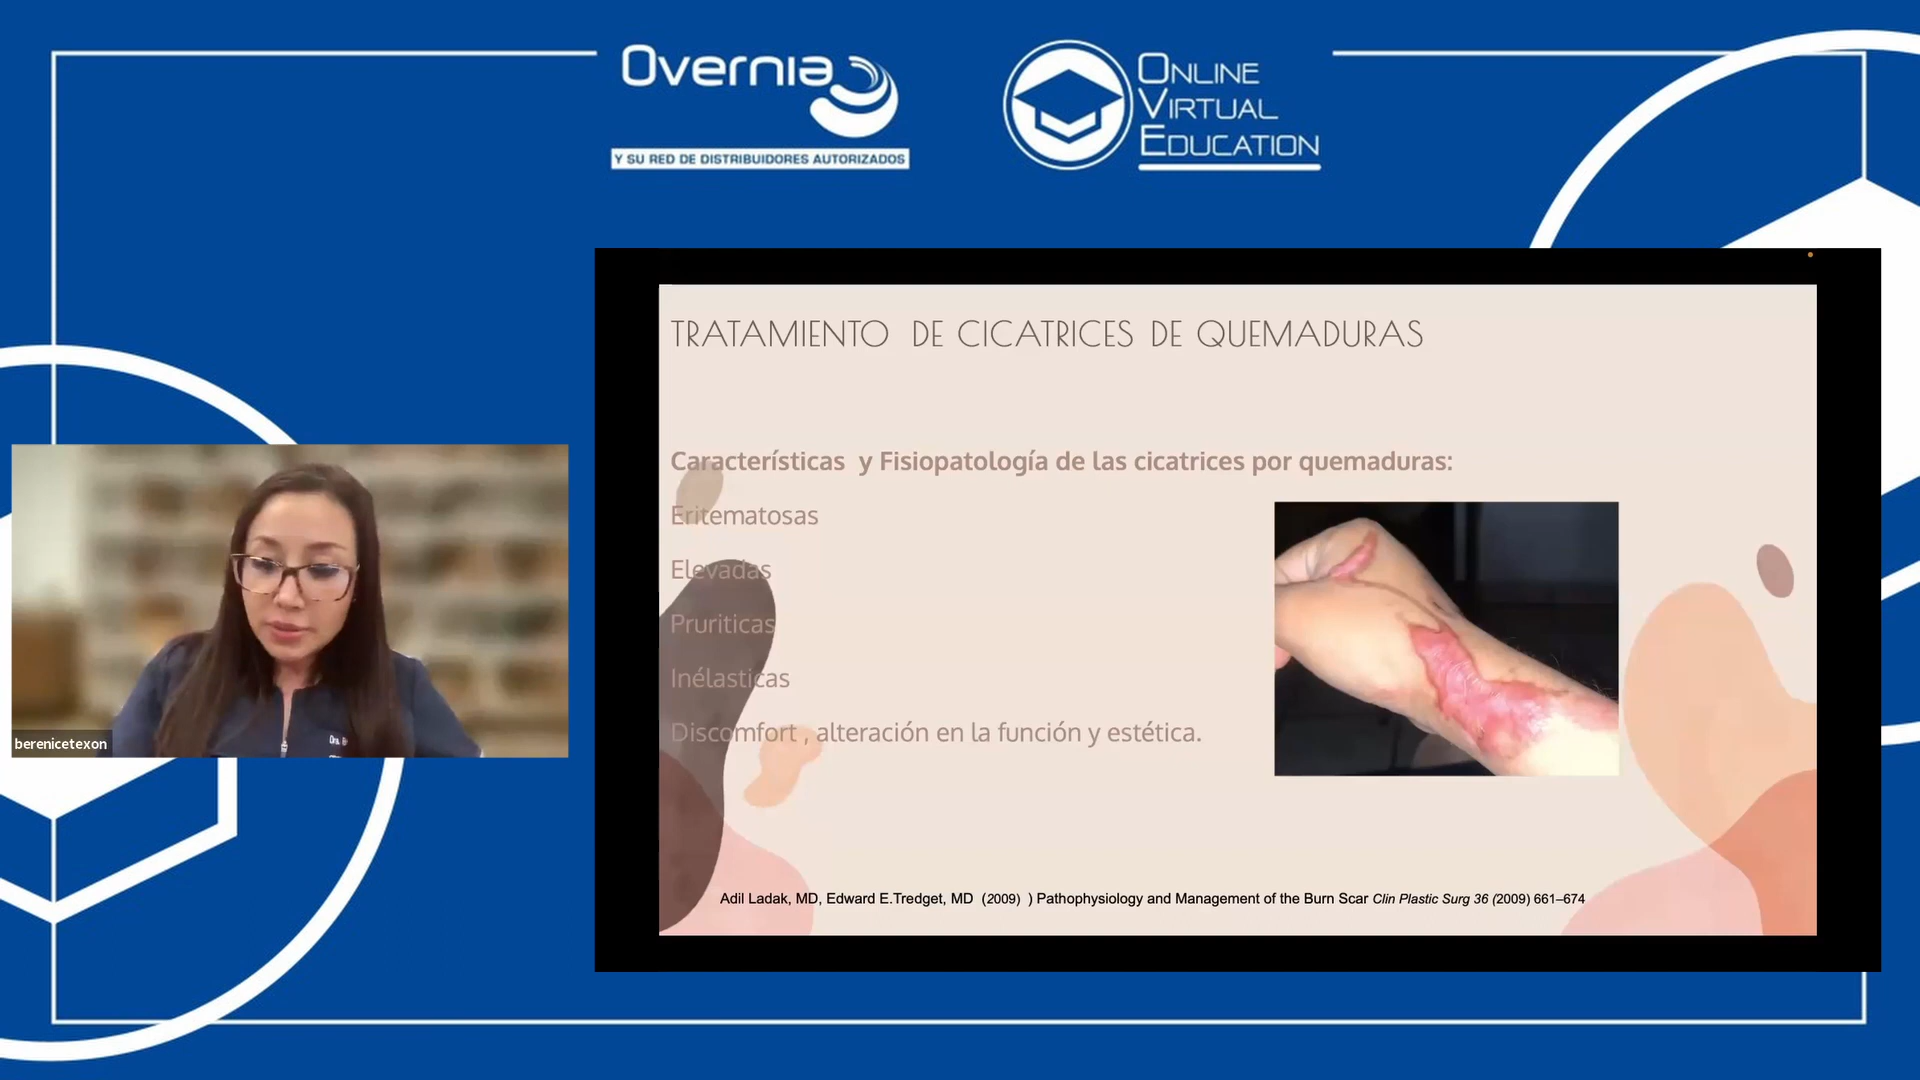 Overnia
Y SU RED DE DISTRIBUIDORES AUTORIZADOS
ONLINE
VIRTUAL
EDUCATION
TRATAMIENTO DE CICATRICES DE QUEMADURAS
Características y Fisiopatología de las cicatrices por quemaduras:
Eritematosas
Elevadas
Pruriticas
Inélasticas
Discomfort , alteración en la función y estética.
Adil Ladak, MD, Edward E.Tredget, MD (2009) ) Pathophysiology and Management of the Burn Scar Clin Plastic Surg 36 (2009) 661–674
berenicetexon
Dra.